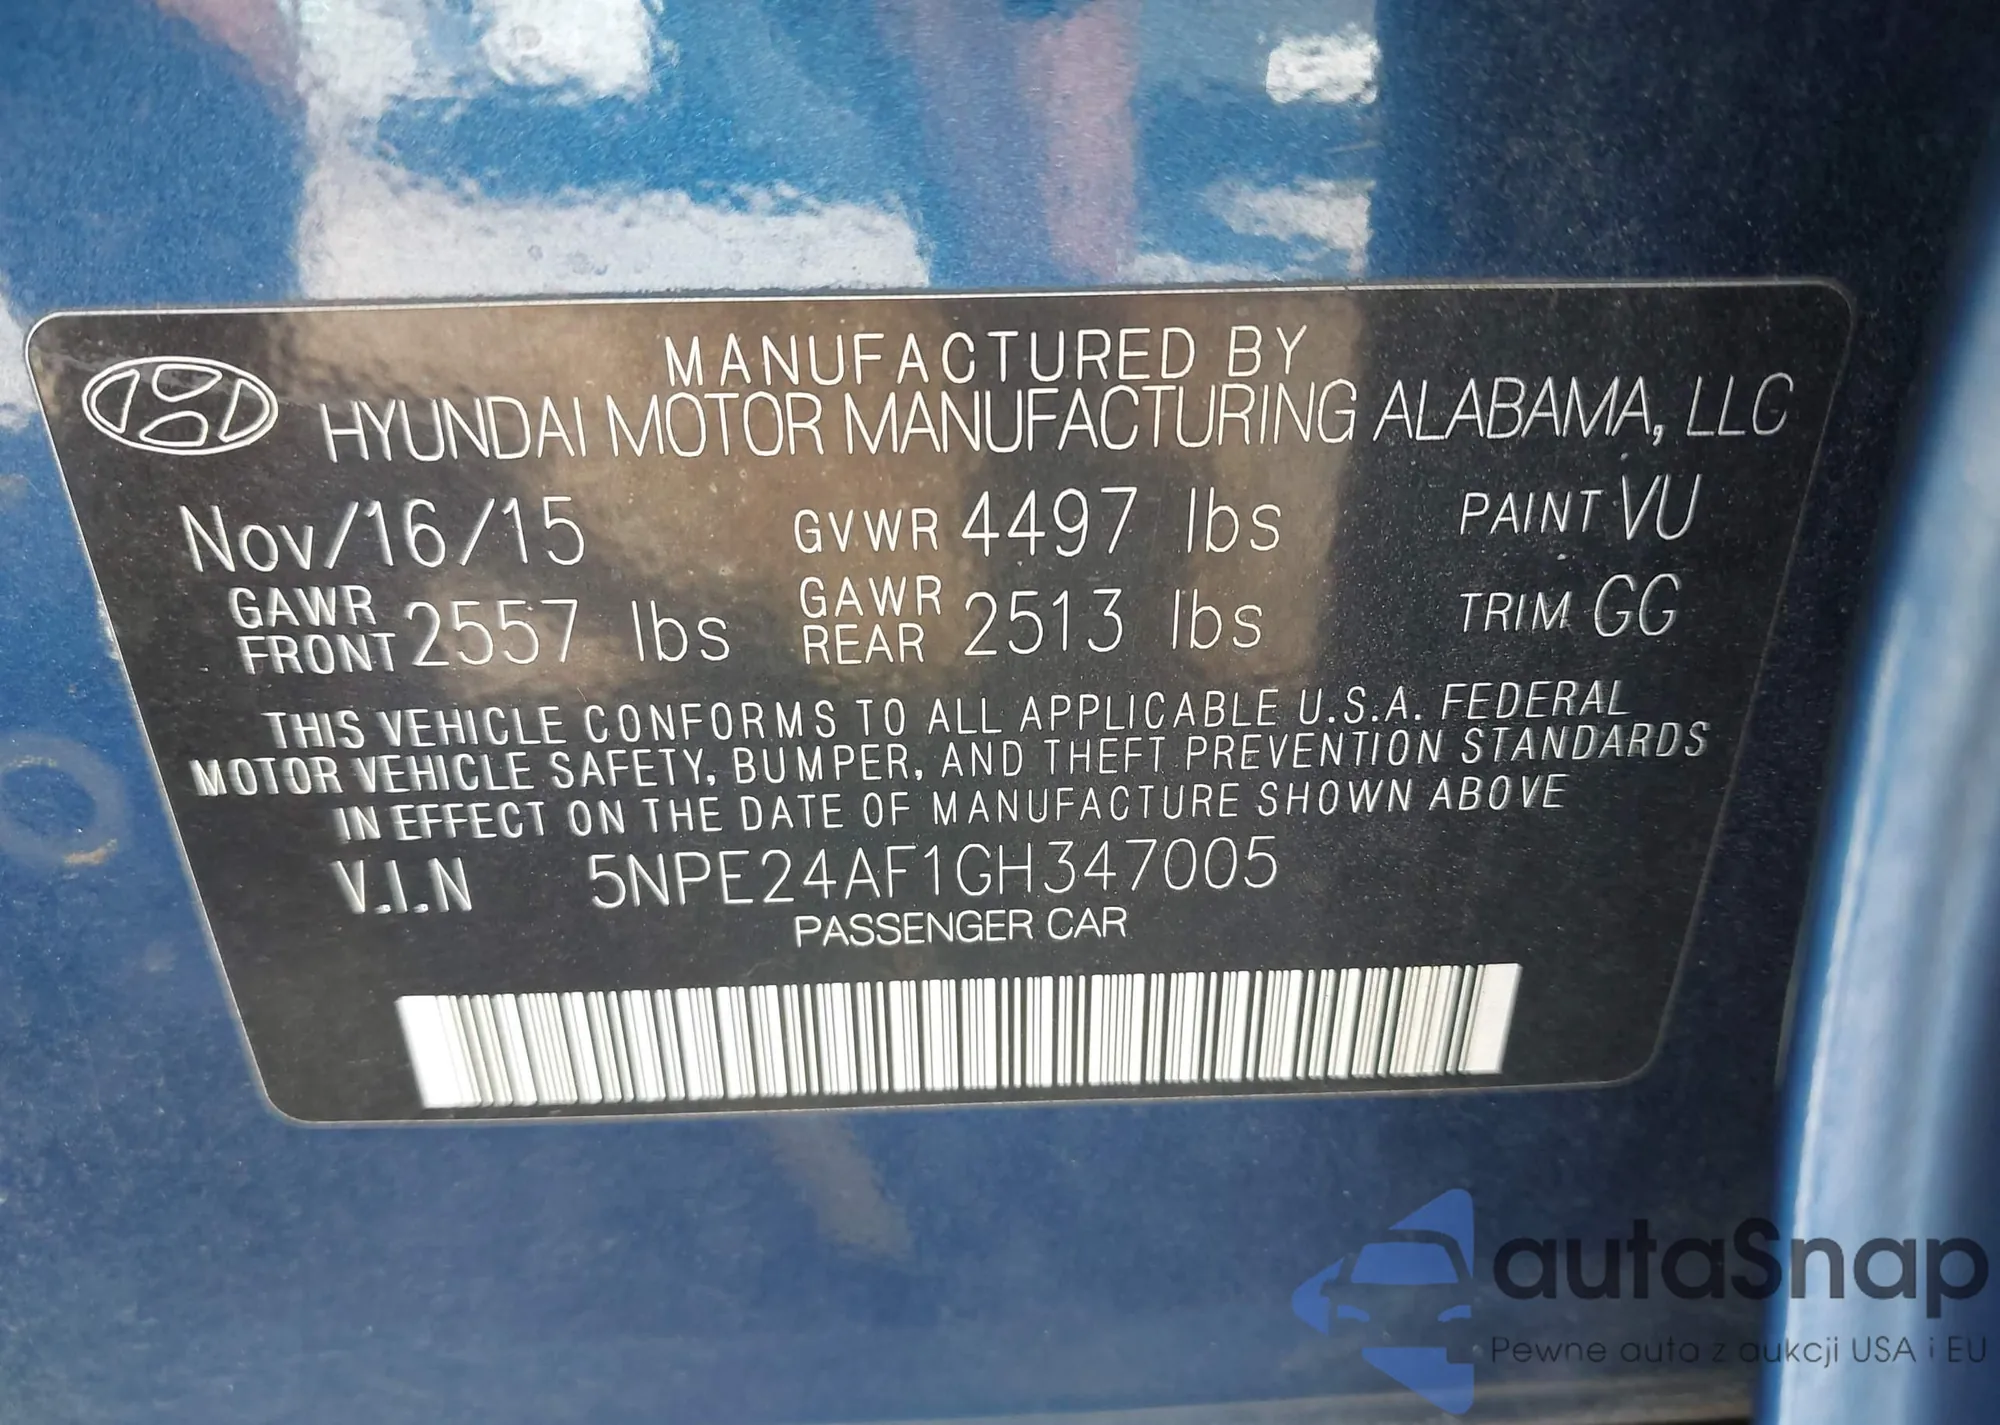 MANUFACTURED BY
HYUNDAI MOTOR MANUFACTURING ALABAMA, LLC
Nov/16/15 GVWR 4497 lbs PAINT VU
GAWR FRONT 2557 lbs GAWR REAR 2513 lbs TRIM GG
THIS VEHICLE CONFORMS TO ALL APPLICABLE U.S.A. FEDERAL
MOTOR VEHICLE SAFETY, BUMPER, AND THEFT PREVENTION STANDARDS
IN EFFECT ON THE DATE OF MANUFACTURE SHOWN ABOVE
V.I.N 5NPE24AF1GH347005
PASSENGER CAR
autaSnap
Pewne auta z aukcji USA i EU